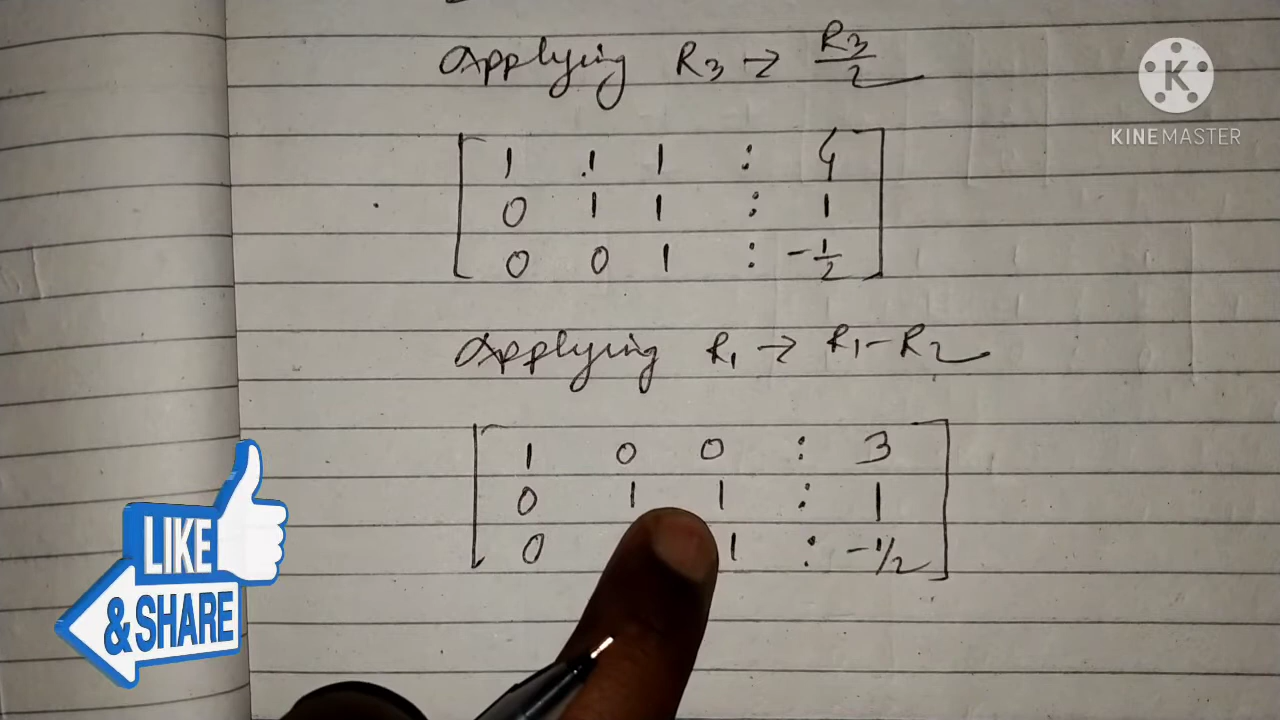 Applying R3 → R3/2
KINEMASTER
1 1 1 : 4
0 1 1 : 1
0 0 1 : -1/2
Applying R1 → R1-R2
1 0 0 : 3
0 1 1 : 1
0 1 : -1/2
LIKE
& SHARE